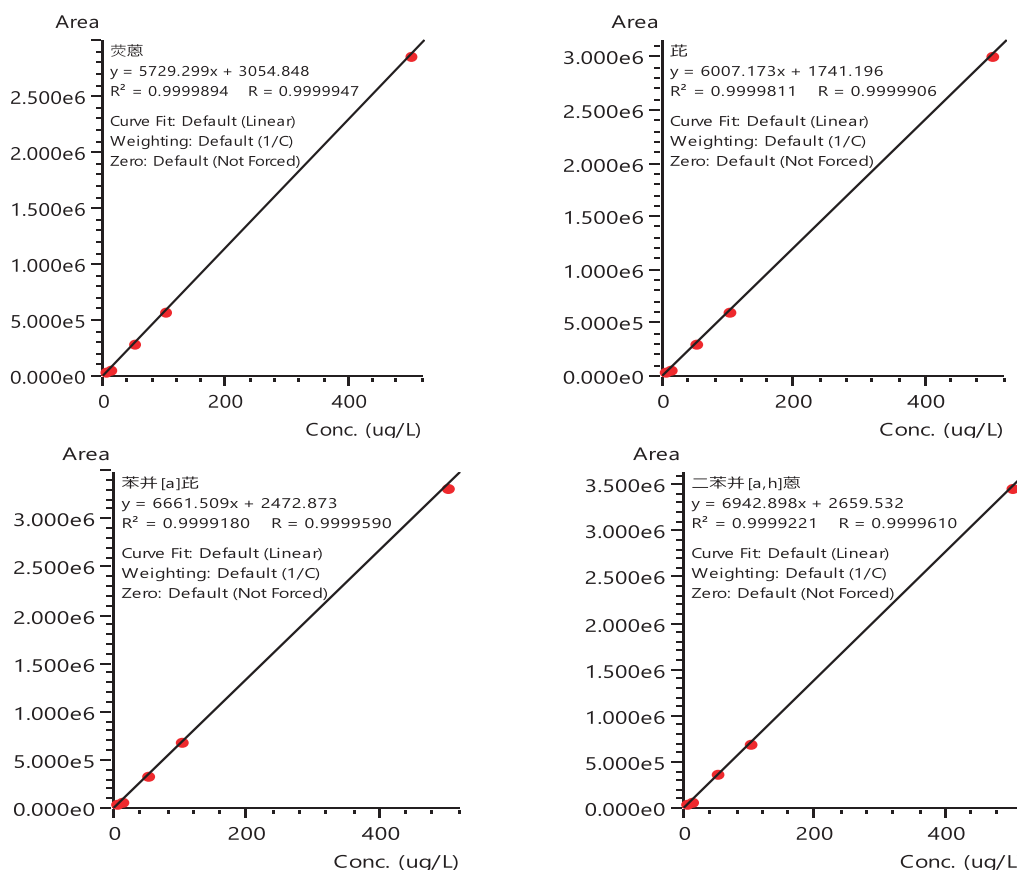 Area
荧蒽
y = 5729.299x + 3054.848
R² = 0.9999894 R = 0.9999947
Curve Fit: Default (Linear)
Weighting: Default (1/C)
Zero: Default (Not Forced)
2.500e6
2.000e6
1.500e6
1.000e6
5.000e5
0.000e0
0 200 400
Conc. (ug/L)
Area
芘
y = 6007.173x + 1741.196
R² = 0.9999811 R = 0.9999906
Curve Fit: Default (Linear)
Weighting: Default (1/C)
Zero: Default (Not Forced)
3.000e6
2.500e6
2.000e6
1.500e6
1.000e6
5.000e5
0.000e0
0 200 400
Conc. (ug/L)
Area
苯并[a]芘
y = 6661.509x + 2472.873
R² = 0.9999180 R = 0.9999590
Curve Fit: Default (Linear)
Weighting: Default (1/C)
Zero: Default (Not Forced)
3.000e6
2.500e6
2.000e6
1.500e6
1.000e6
5.000e5
0.000e0
0 200 400
Conc. (ug/L)
Area
二苯并[a,h]蒽
y = 6942.898x + 2659.532
R² = 0.9999221 R = 0.9999610
Curve Fit: Default (Linear)
Weighting: Default (1/C)
Zero: Default (Not Forced)
3.500e6
3.000e6
2.500e6
2.000e6
1.500e6
1.000e6
5.000e5
0.000e0
0 200 400
Conc. (ug/L)